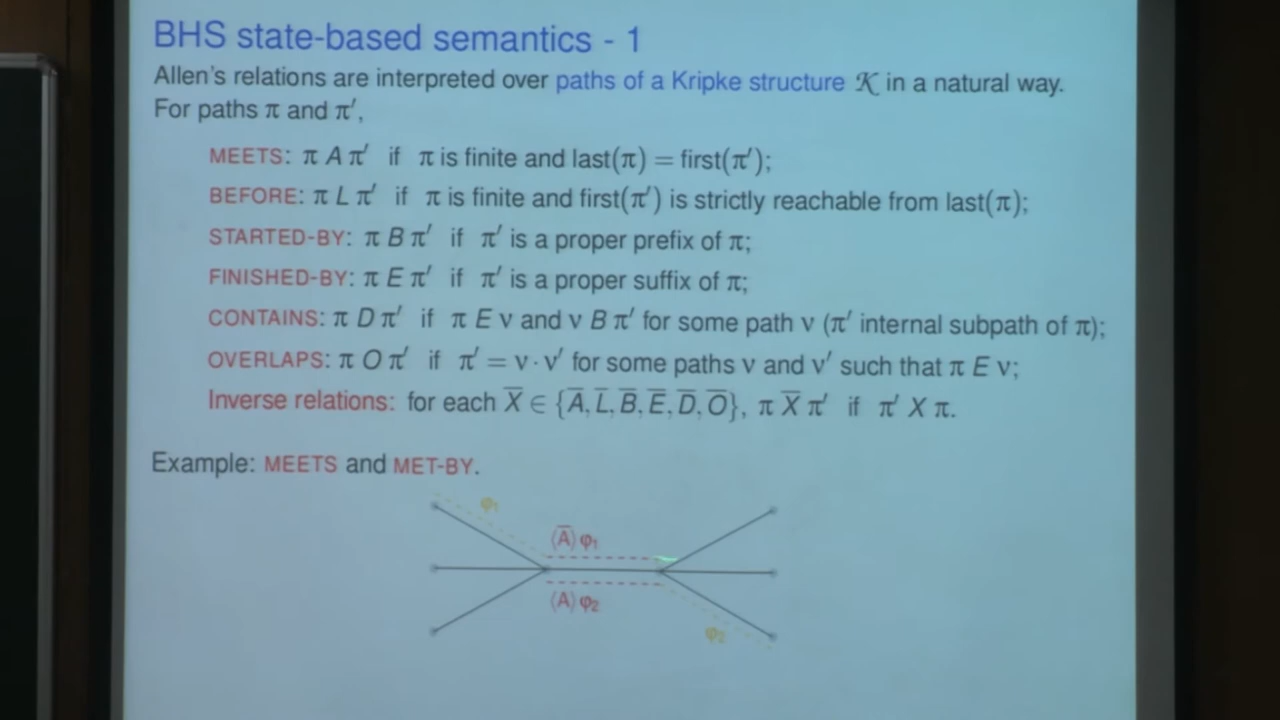 BHS state-based semantics - 1
Allen's relations are interpreted over paths of a Kripke structure 𝒦 in a natural way.
For paths π and π′,
MEETS: π A π′ if π is finite and last(π) = first(π′);
BEFORE: π L π′ if π is finite and first(π′) is strictly reachable from last(π);
STARTED-BY: π B π′ if π′ is a proper prefix of π;
FINISHED-BY: π E π′ if π′ is a proper suffix of π;
CONTAINS: π D π′ if π E ν and ν B π′ for some path ν (π′ internal subpath of π);
OVERLAPS: π O π′ if π′ = ν · ν′ for some paths ν and ν′ such that π E ν;
Inverse relations: for each X̅ ∈ {A̅, L̅, B̅, E̅, D̅, O̅}, π X̅ π′ if π′ X π.
Example: MEETS and MET-BY.
φ₁
⟨A̅⟩ φ₁
⟨A⟩ φ₂
φ₂